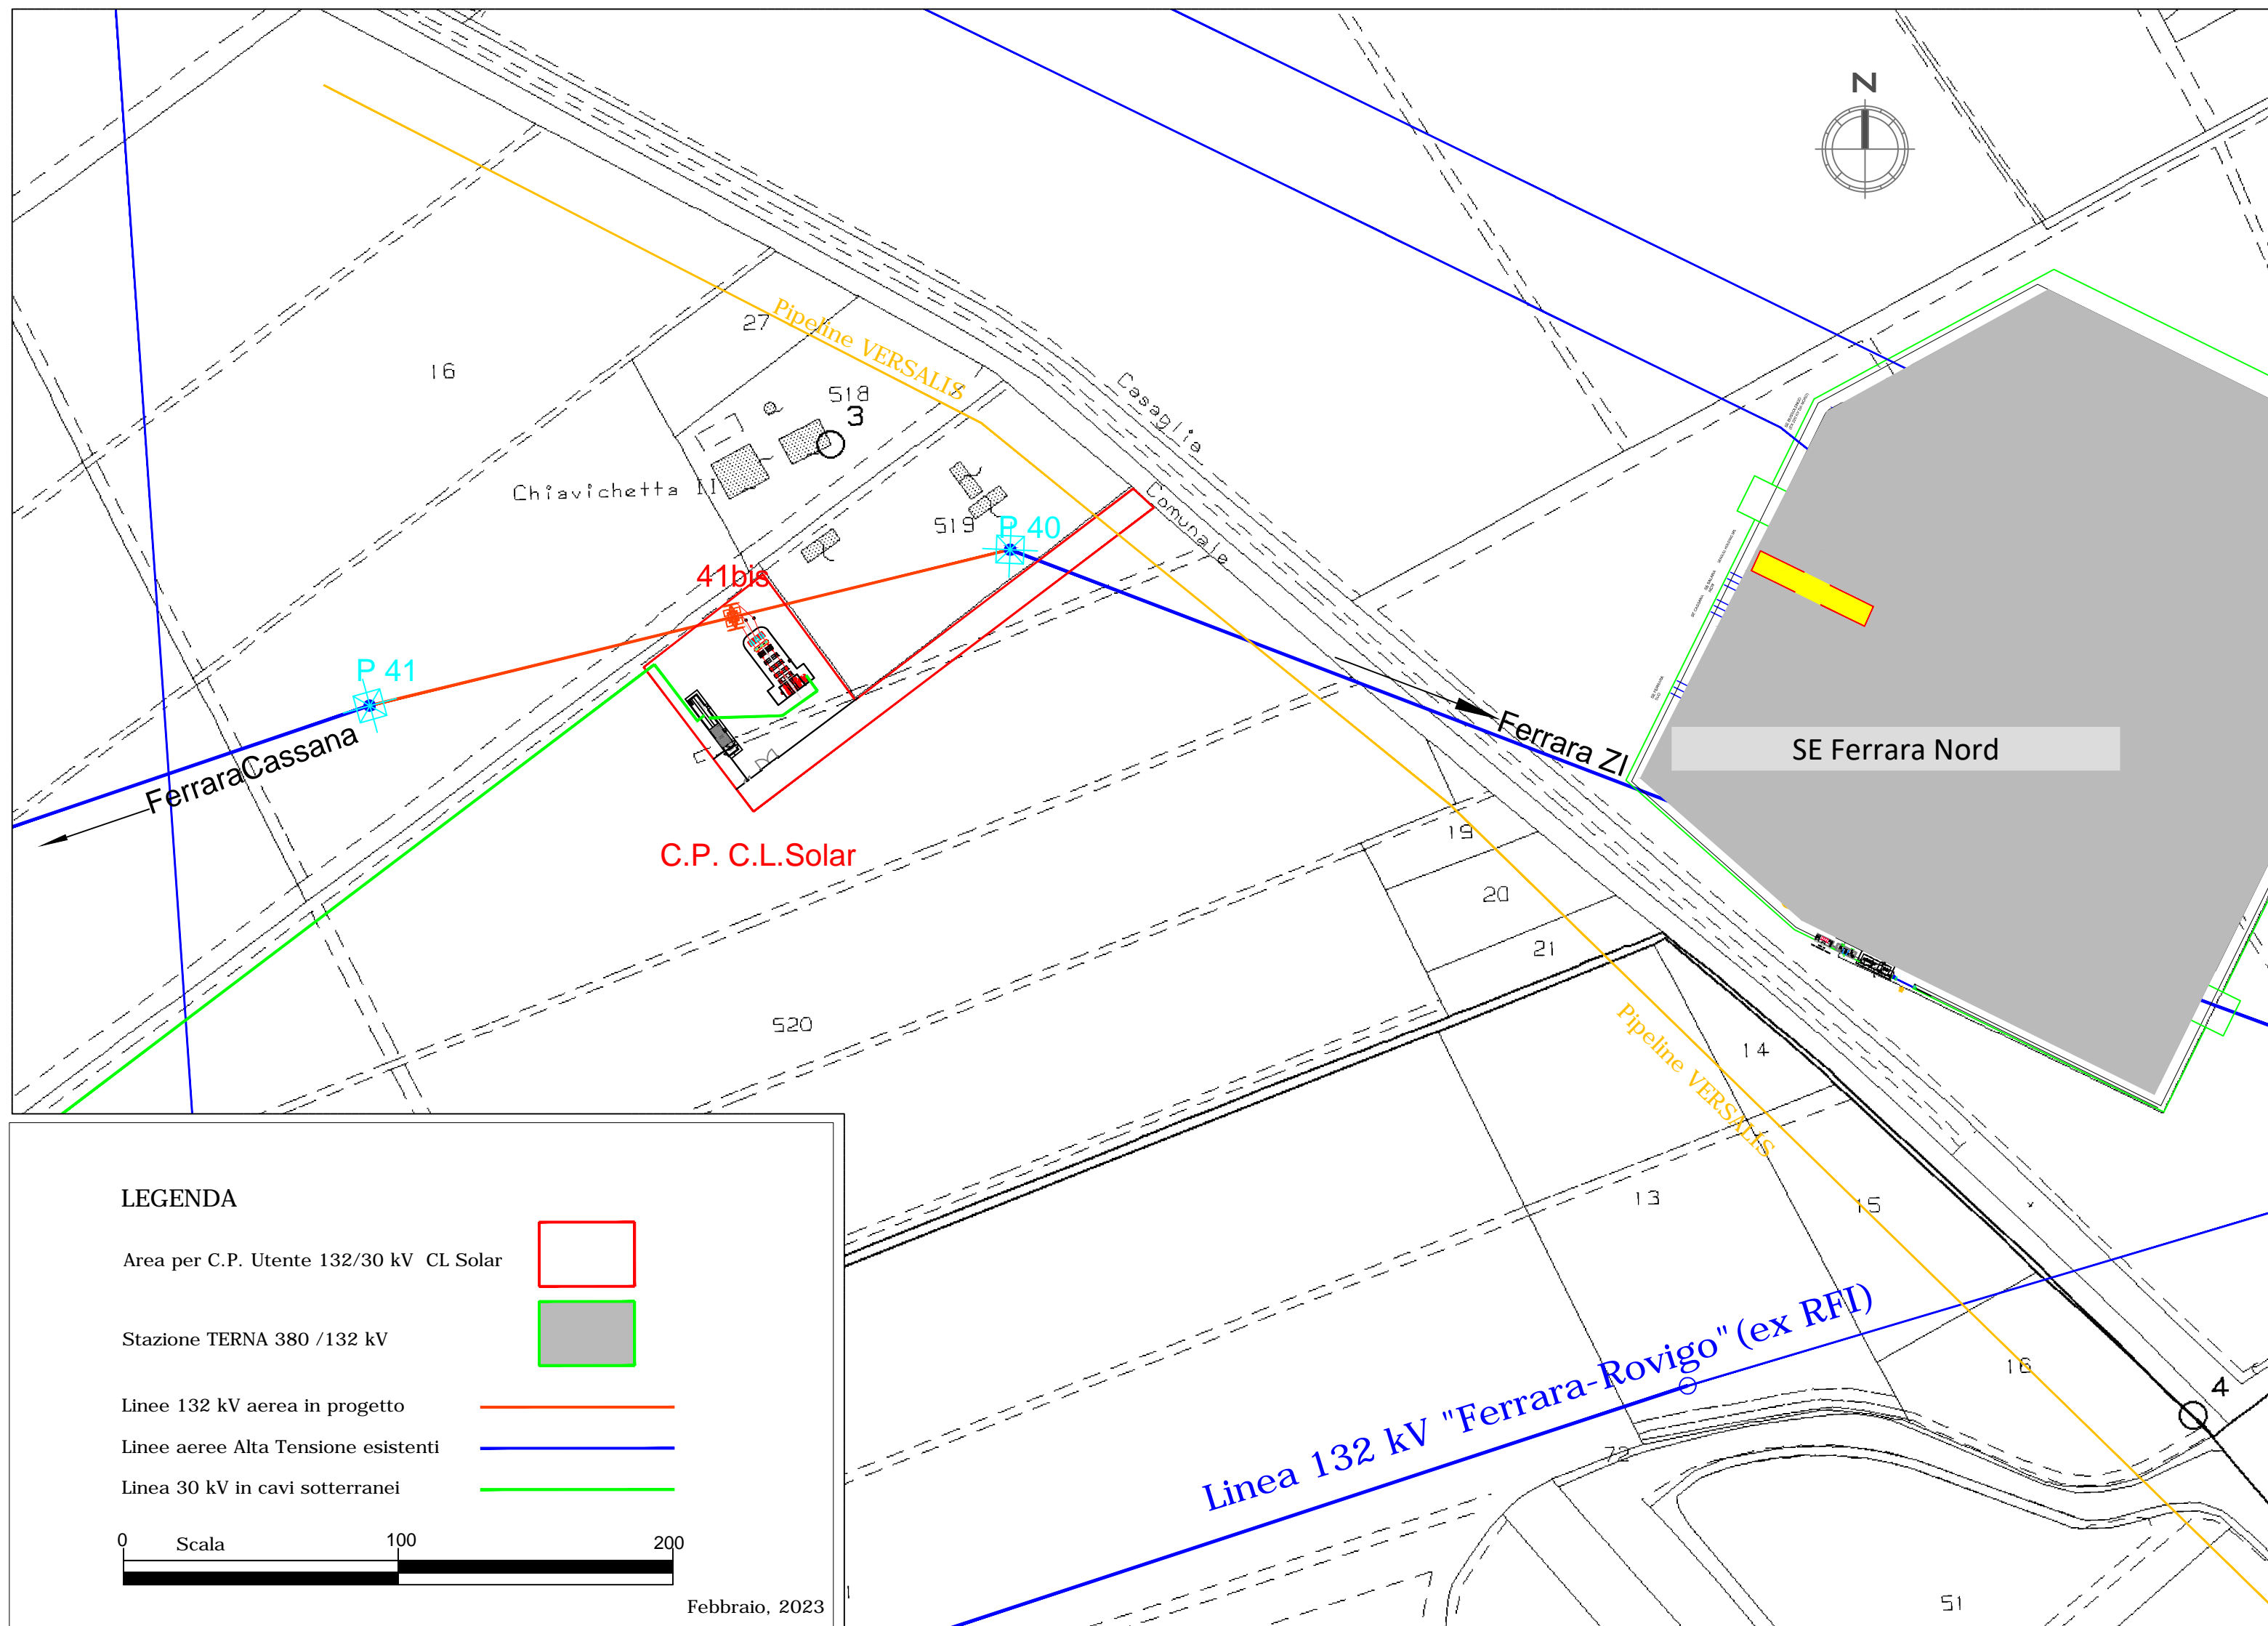 N
Casaglia
Comunale
27
Pipeline VERSALIS
16
518
3
Chiavichetta II
519
P 40
41bis
P 41
FerraraCassana
Ferrara ZI
SE Ferrara Nord
C.P. C.L.Solar
19
20
21
520
14
Pipeline VERSALIS
13
15
16
4
Linea 132 kV "Ferrara-Rovigo" (ex RFI)
72
51
LEGENDA
Area per C.P. Utente 132/30 kV CL Solar
Stazione TERNA 380 /132 kV
Linee 132 kV aerea in progetto
Linee aeree Alta Tensione esistenti
Linea 30 kV in cavi sotterranei
0 Scala 100 200
Febbraio, 2023